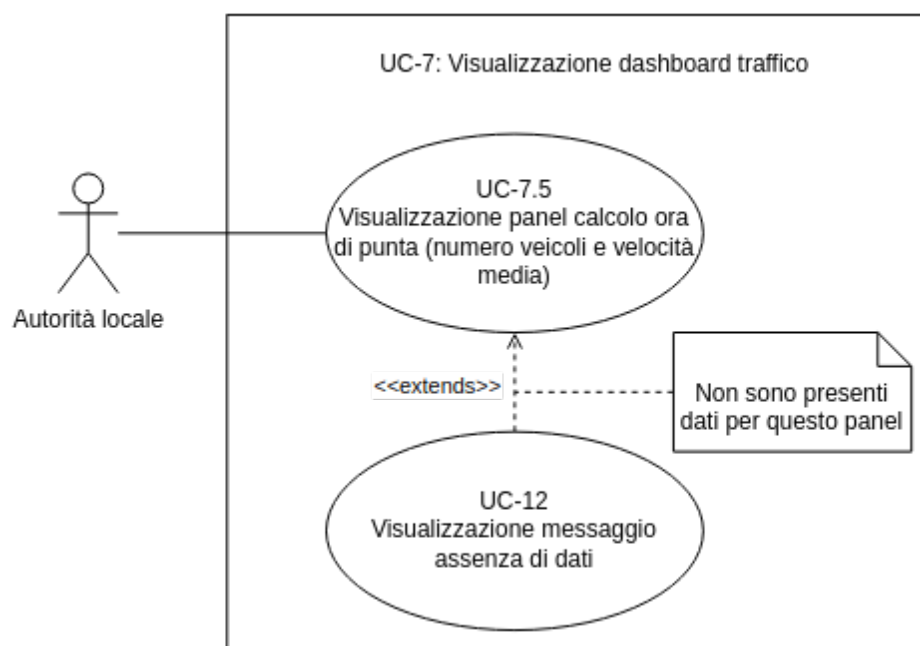 UC-7: Visualizzazione dashboard traffico
UC-7.5
Visualizzazione panel calcolo ora
di punta (numero veicoli e velocità
media)
Autorità locale
<<extends>>
Non sono presenti
dati per questo panel
UC-12
Visualizzazione messaggio
assenza di dati